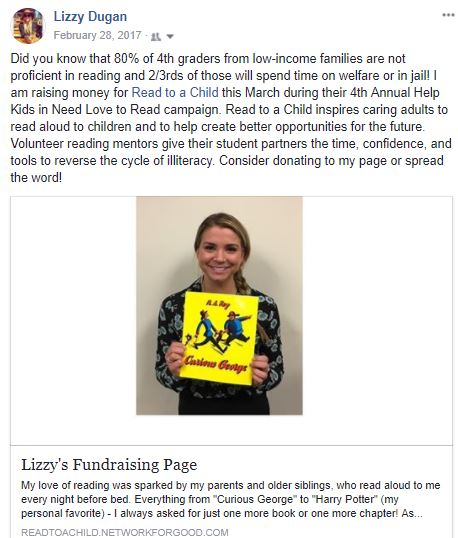 Lizzy Dugan
February 28, 2017 ·
Did you know that 80% of 4th graders from low-income families are not
proficient in reading and 2/3rds of those will spend time on welfare or in jail! I
am raising money for Read to a Child this March during their 4th Annual Help
Kids in Need Love to Read campaign. Read to a Child inspires caring adults to
read aloud to children and to help create better opportunities for the future.
Volunteer reading mentors give their student partners the time, confidence, and
tools to reverse the cycle of illiteracy. Consider donating to my page or spread
the word!
H.A. Rey
Curious George
Lizzy's Fundraising Page
My love of reading was sparked by my parents and older siblings, who read aloud to me
every night before bed. Everything from "Curious George" to "Harry Potter" (my
personal favorite) - I always asked for just one more book or one more chapter! As...
READTOACHILD.NETWORKFORGOOD.COM